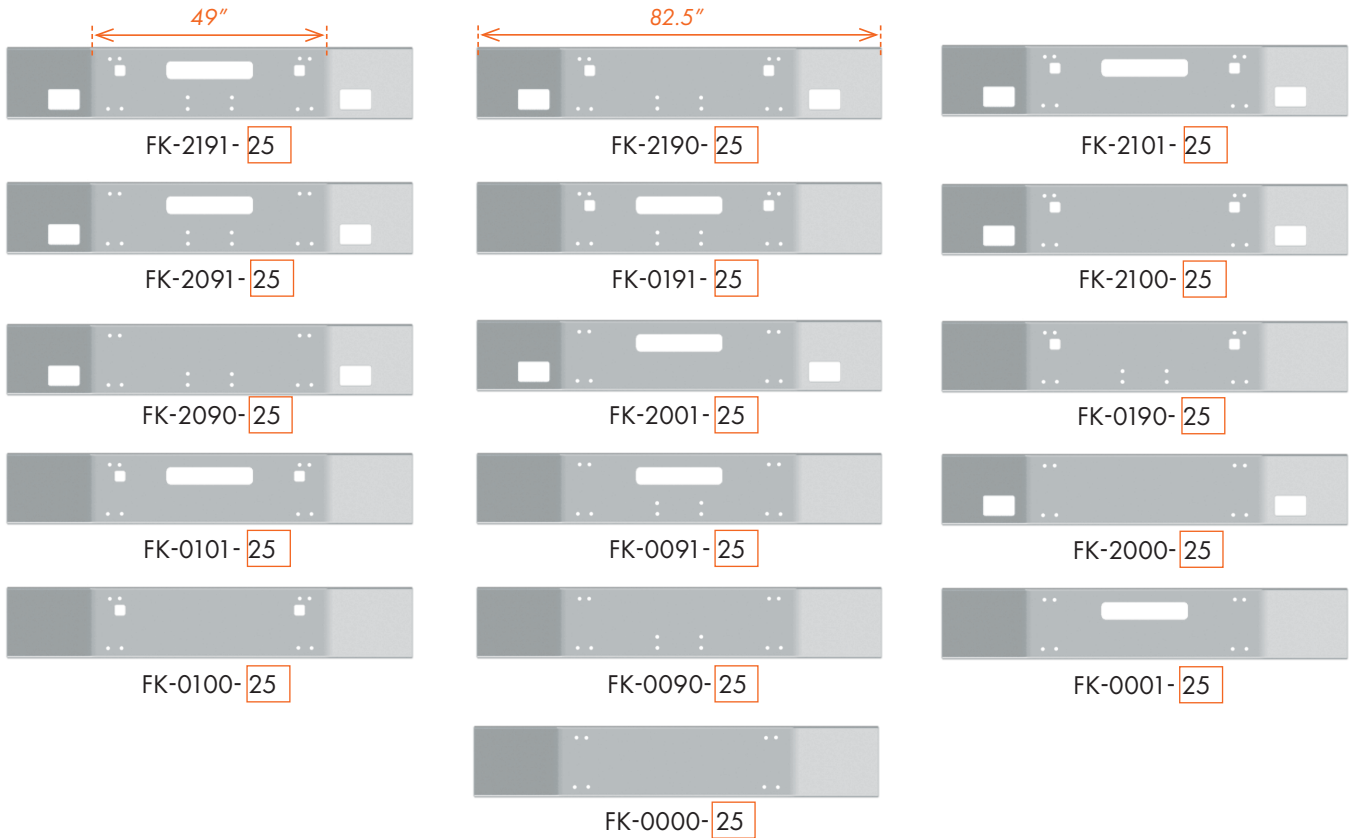 49”
82.5”
FK-2191- 25
FK-2190- 25
FK-2101- 25
FK-2091- 25
FK-0191- 25
FK-2100- 25
FK-2090- 25
FK-2001- 25
FK-0190- 25
FK-0101- 25
FK-0091- 25
FK-2000- 25
FK-0100- 25
FK-0090- 25
FK-0001- 25
FK-0000- 25